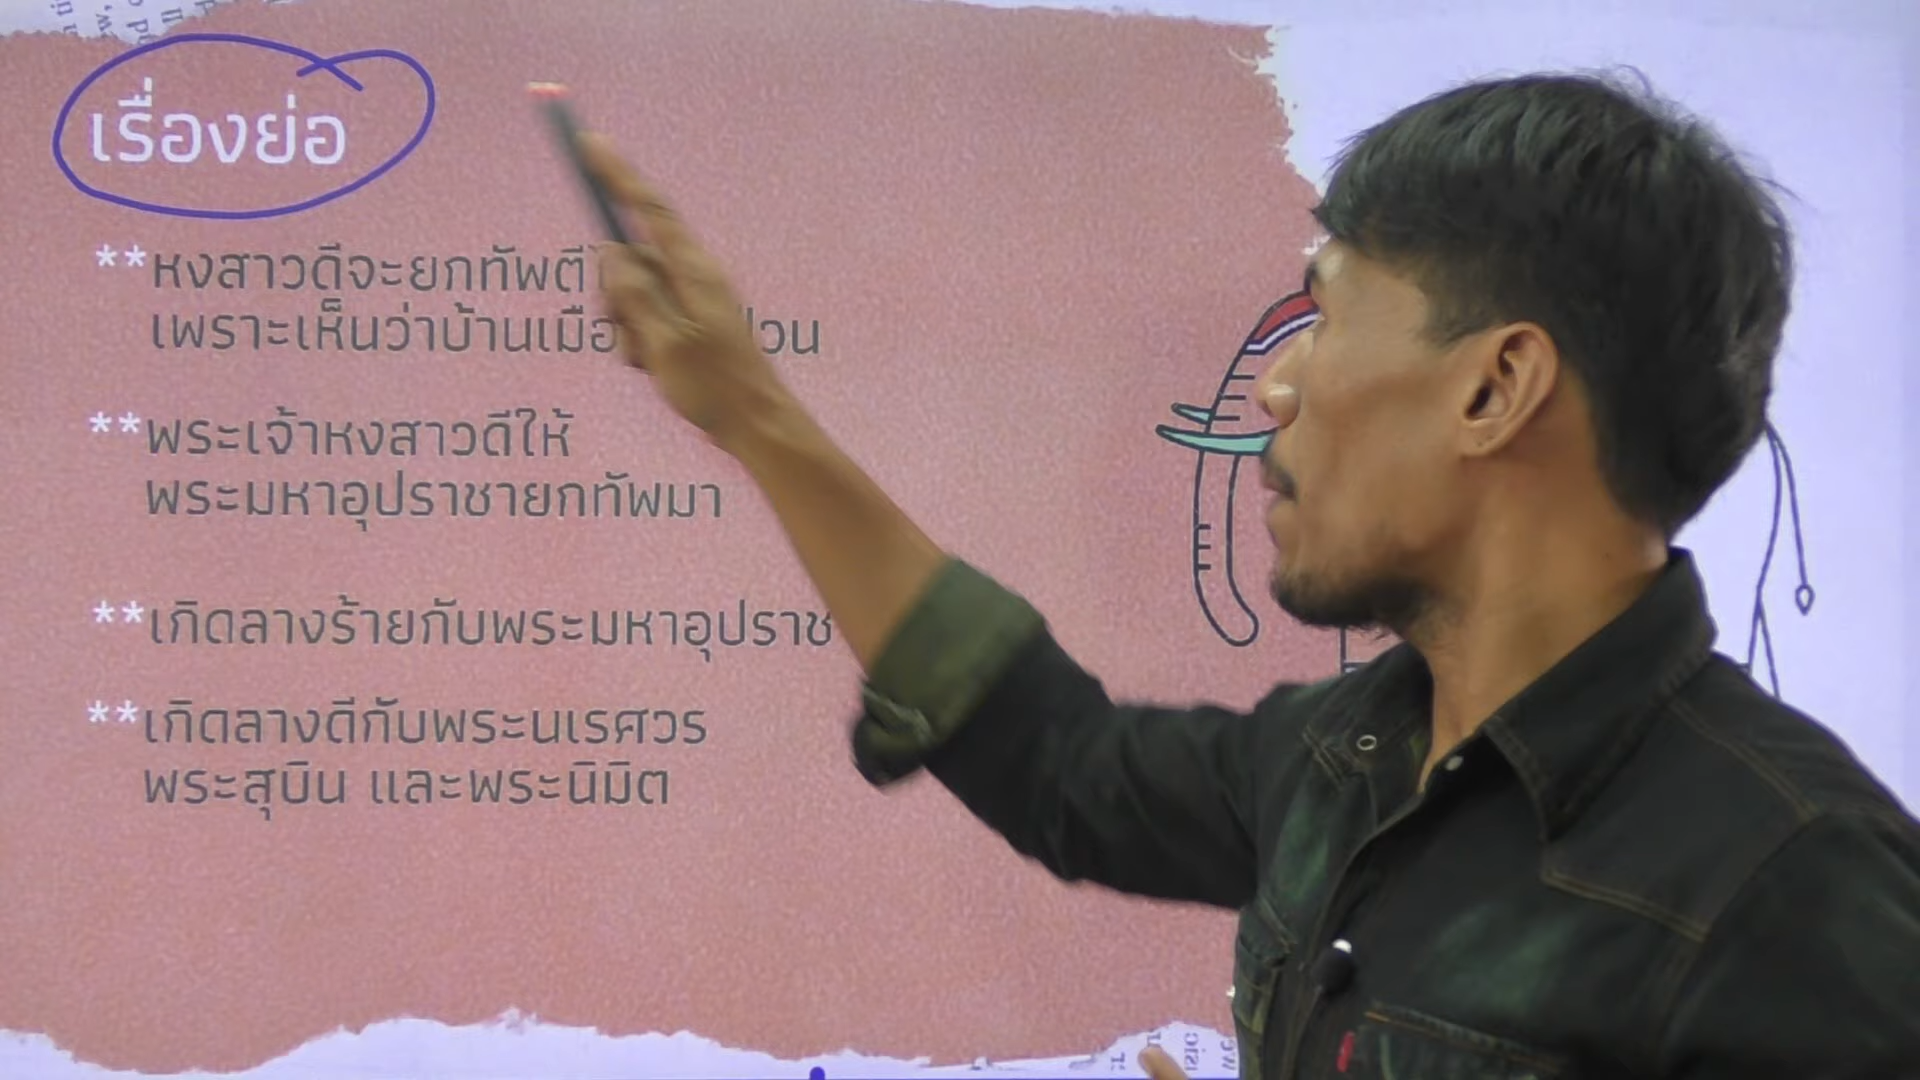 เรื่องย่อ
**หงสาวดีจะยกทัพตี
เพราะเห็นว่าบ้านเมือง
**พระเจ้าหงสาวดีให้
พระมหาอุปราชายกทัพมา
**เกิดลางร้ายกับพระมหาอุปราช
**เกิดลางดีกับพระนเรศวร
พระสุบิน และพระนิมิต